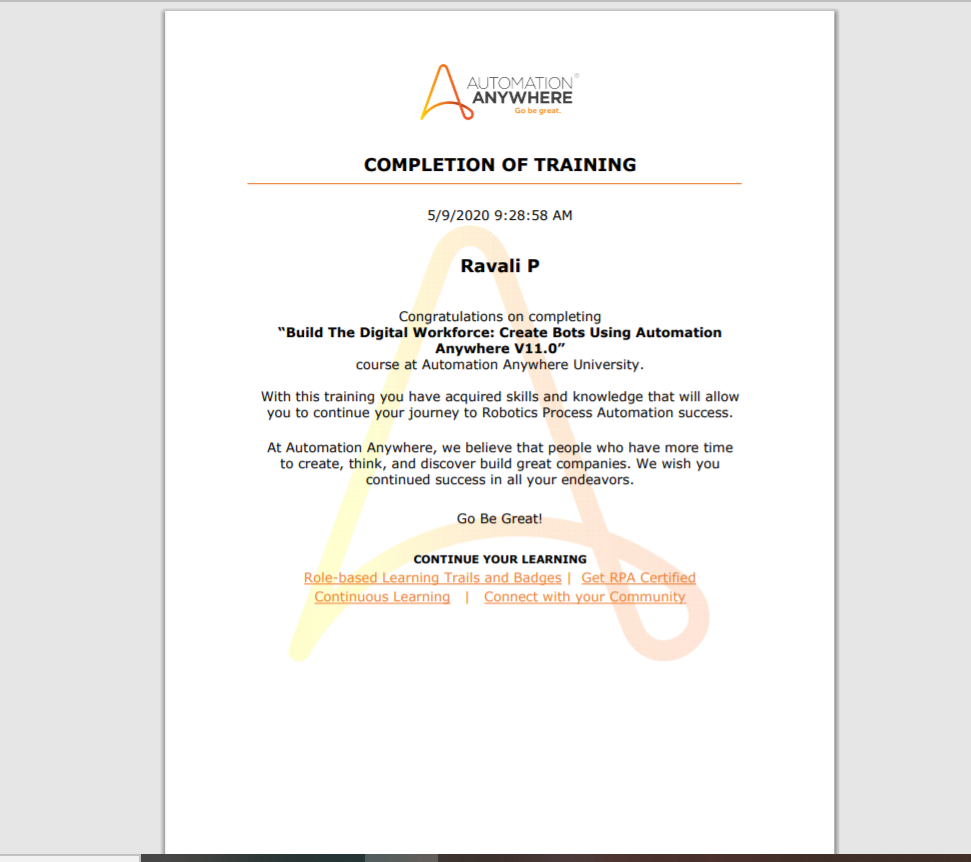 AUTOMATION®
ANYWHERE
Go be great.
COMPLETION OF TRAINING
5/9/2020 9:28:58 AM
Ravali P
Congratulations on completing
“Build The Digital Workforce: Create Bots Using Automation
Anywhere V11.0”
course at Automation Anywhere University.
With this training you have acquired skills and knowledge that will allow
you to continue your journey to Robotics Process Automation success.
At Automation Anywhere, we believe that people who have more time
to create, think, and discover build great companies. We wish you
continued success in all your endeavors.
Go Be Great!
CONTINUE YOUR LEARNING
Role-based Learning Trails and Badges | Get RPA Certified
Continuous Learning | Connect with your Community